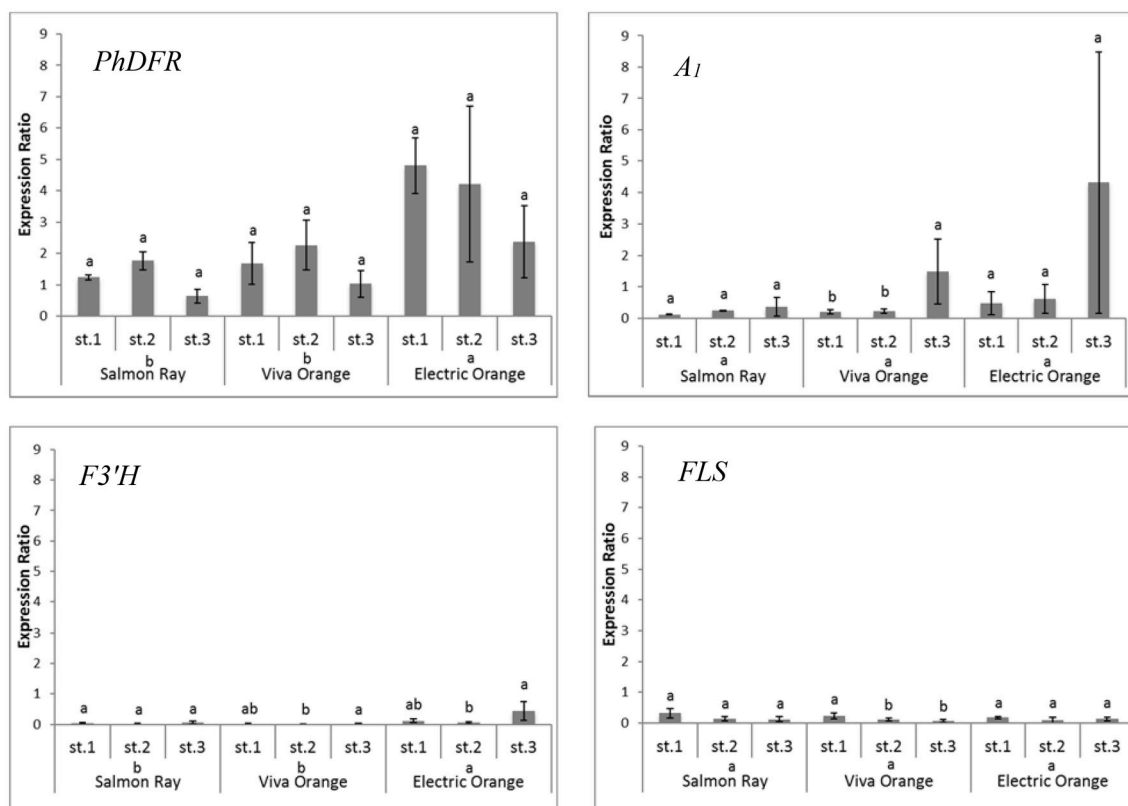 PhDFR
Expression Ratio
9
8
7
6
5
4
3
2
1
0
a a a a a a a a a
st.1 st.2 st.3 st.1 st.2 st.3 st.1 st.2 st.3
b b a
Salmon Ray Viva Orange Electric Orange
A1
Expression Ratio
9
8
7
6
5
4
3
2
1
0
a a a b b a a a a
st.1 st.2 st.3 st.1 st.2 st.3 st.1 st.2 st.3
a a a
Salmon Ray Viva Orange Electric Orange
F3'H
Expression Ratio
9
8
7
6
5
4
3
2
1
0
a a a ab b a ab b a
st.1 st.2 st.3 st.1 st.2 st.3 st.1 st.2 st.3
b b a
Salmon Ray Viva Orange Electric Orange
FLS
Expression Ratio
9
8
7
6
5
4
3
2
1
0
a a a a b b a a a
st.1 st.2 st.3 st.1 st.2 st.3 st.1 st.2 st.3
a a a
Salmon Ray Viva Orange Electric Orange